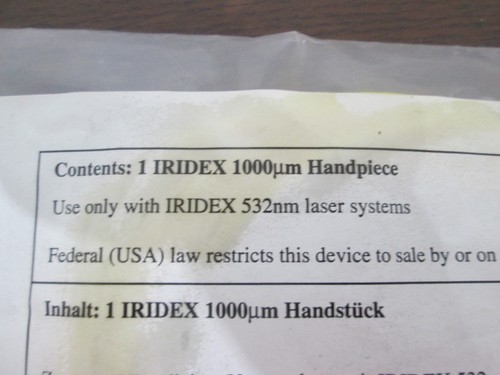 Contents: 1 IRIDEX 1000µm Handpiece
Use only with IRIDEX 532nm laser systems
Federal (USA) law restricts this device to sale by or on
Inhalt: 1 IRIDEX 1000µm Handstück